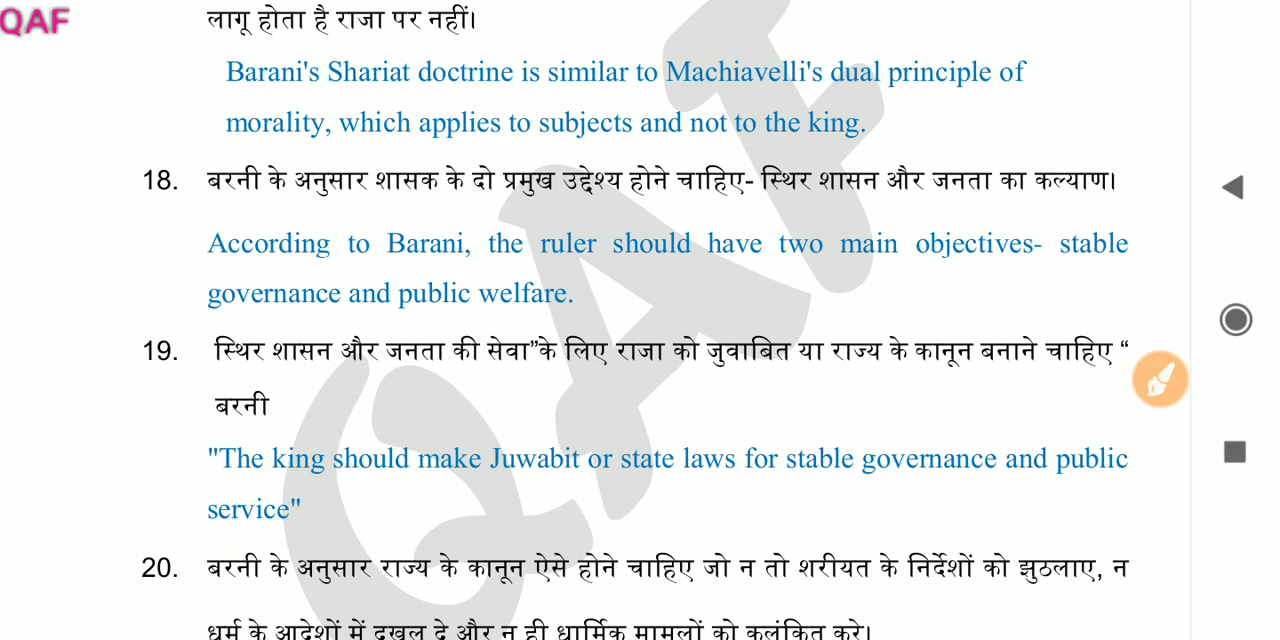 QAF
लागू होता है राजा पर नहीं।
Barani's Shariat doctrine is similar to Machiavelli's dual principle of
morality, which applies to subjects and not to the king.
18. बरनी के अनुसार शासक के दो प्रमुख उद्देश्य होने चाहिए- स्थिर शासन और जनता का कल्याण।
According to Barani, the ruler should have two main objectives- stable
governance and public welfare.
19. स्थिर शासन और जनता की सेवा”के लिए राजा को जुवाबित या राज्य के कानून बनाने चाहिए “
बरनी
"The king should make Juwabit or state laws for stable governance and public
service"
20. बरनी के अनुसार राज्य के कानून ऐसे होने चाहिए जो न तो शरीयत के निर्देशों को झुठलाए, न
धर्म के आदेशों में दखल दे और न ही धार्मिक मामलों को कलंकित करे।
QAF